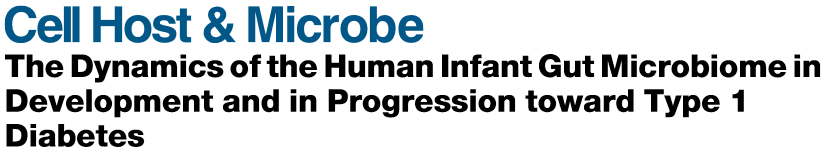 Cell Host & Microbe
The Dynamics of the Human Infant Gut Microbiome in
Development and in Progression toward Type 1
Diabetes